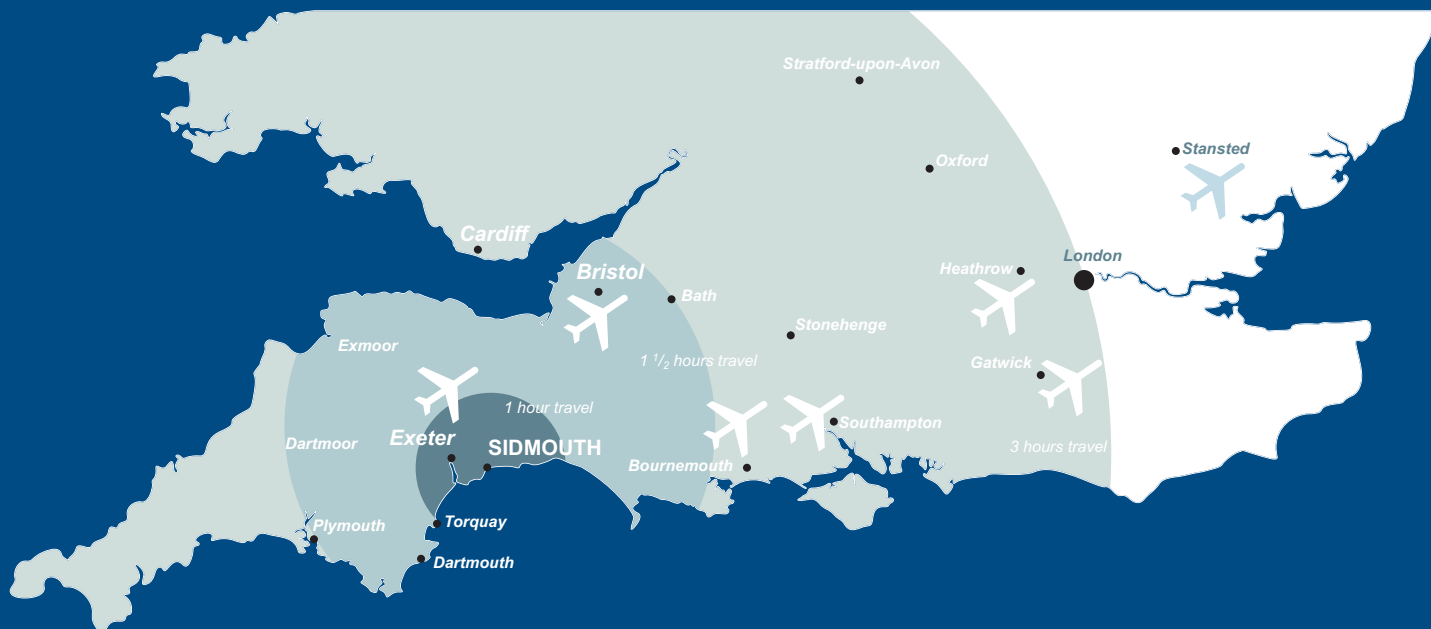 Stratford-upon-Avon
Stansted
Oxford
Cardiff
London
Heathrow
Bristol
Bath
Stonehenge
Exmoor
1 1/2 hours travel
Gatwick
1 hour travel
Southampton
Exeter
Dartmoor
SIDMOUTH
3 hours travel
Bournemouth
Torquay
Plymouth
Dartmouth